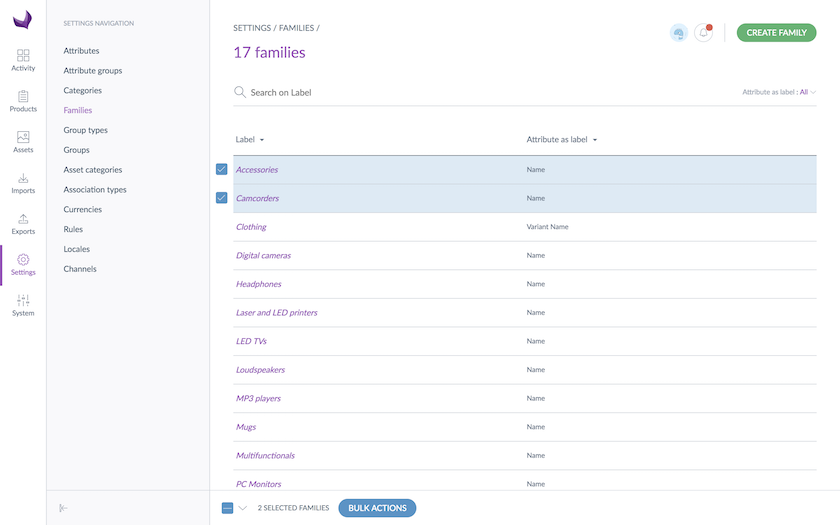 SETTINGS NAVIGATION
Activity
Products
Assets
Imports
Exports
Settings
System
Attributes
Attribute groups
Categories
Families
Group types
Groups
Asset categories
Association types
Currencies
Rules
Locales
Channels
SETTINGS / FAMILIES /
17 families
CREATE FAMILY
Search on Label
Attribute as label : All
Label
Attribute as label
Accessories Name
Camcorders Name
Clothing Variant Name
Digital cameras Name
Headphones Name
Laser and LED printers Name
LED TVs Name
Loudspeakers Name
MP3 players Name
Mugs Name
Multifunctionals Name
PC Monitors Name
2 SELECTED FAMILIES
BULK ACTIONS